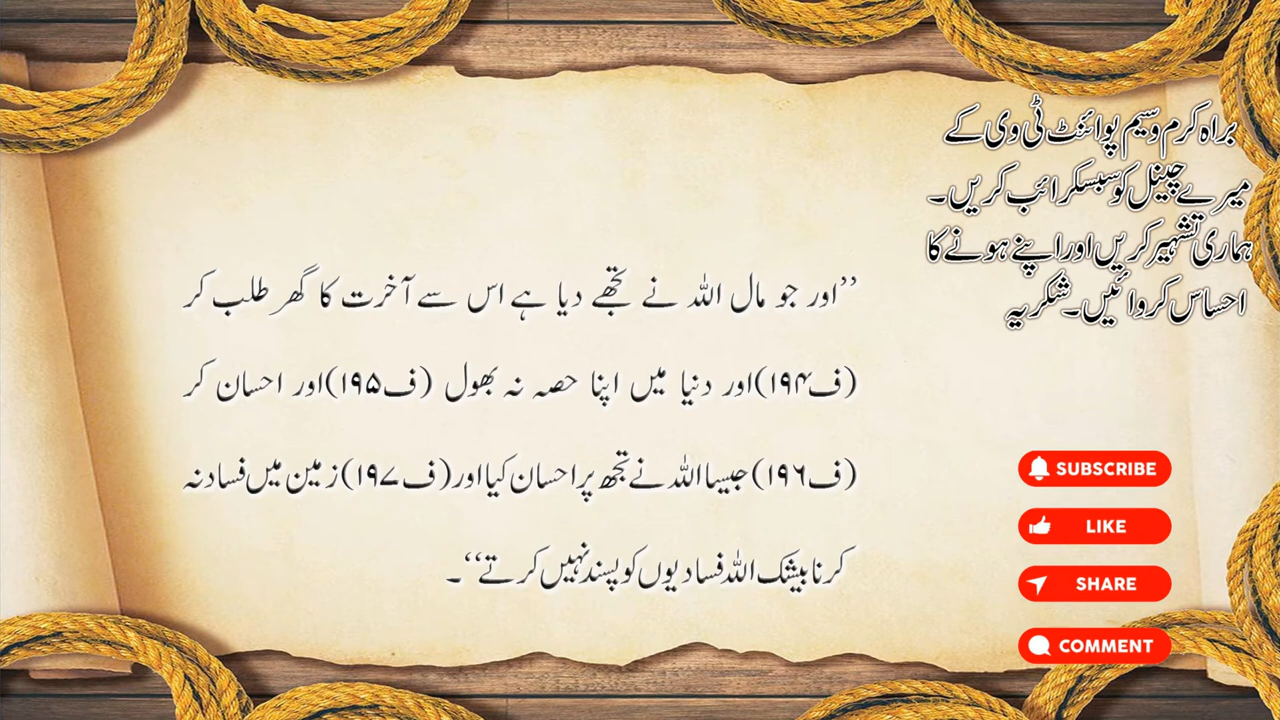 براہ کرم وسیم پوائنٹ ٹی وی کے
میرے چینل کو سبسکرائب کریں۔
ہماری تشہیر کریں اور اپنے ہونے کا
احساس کروائیں۔ شکریہ
’’اور جو مال اللہ نے تجھے دیا ہے اس سے آخرت کا گھر طلب کر
(ف۱۹۴)اور دنیا میں اپنا حصہ نہ بھول (ف۱۹۵)اور احسان کر
(ف۱۹۶) جیسا اللہ نے تجھ پر احسان کیا اور (ف۱۹۷) زمین میں فساد نہ
کرنا بیشک اللہ فسادیوں کو پسند نہیں کرتے‘‘۔
SUBSCRIBE
LIKE
SHARE
COMMENT